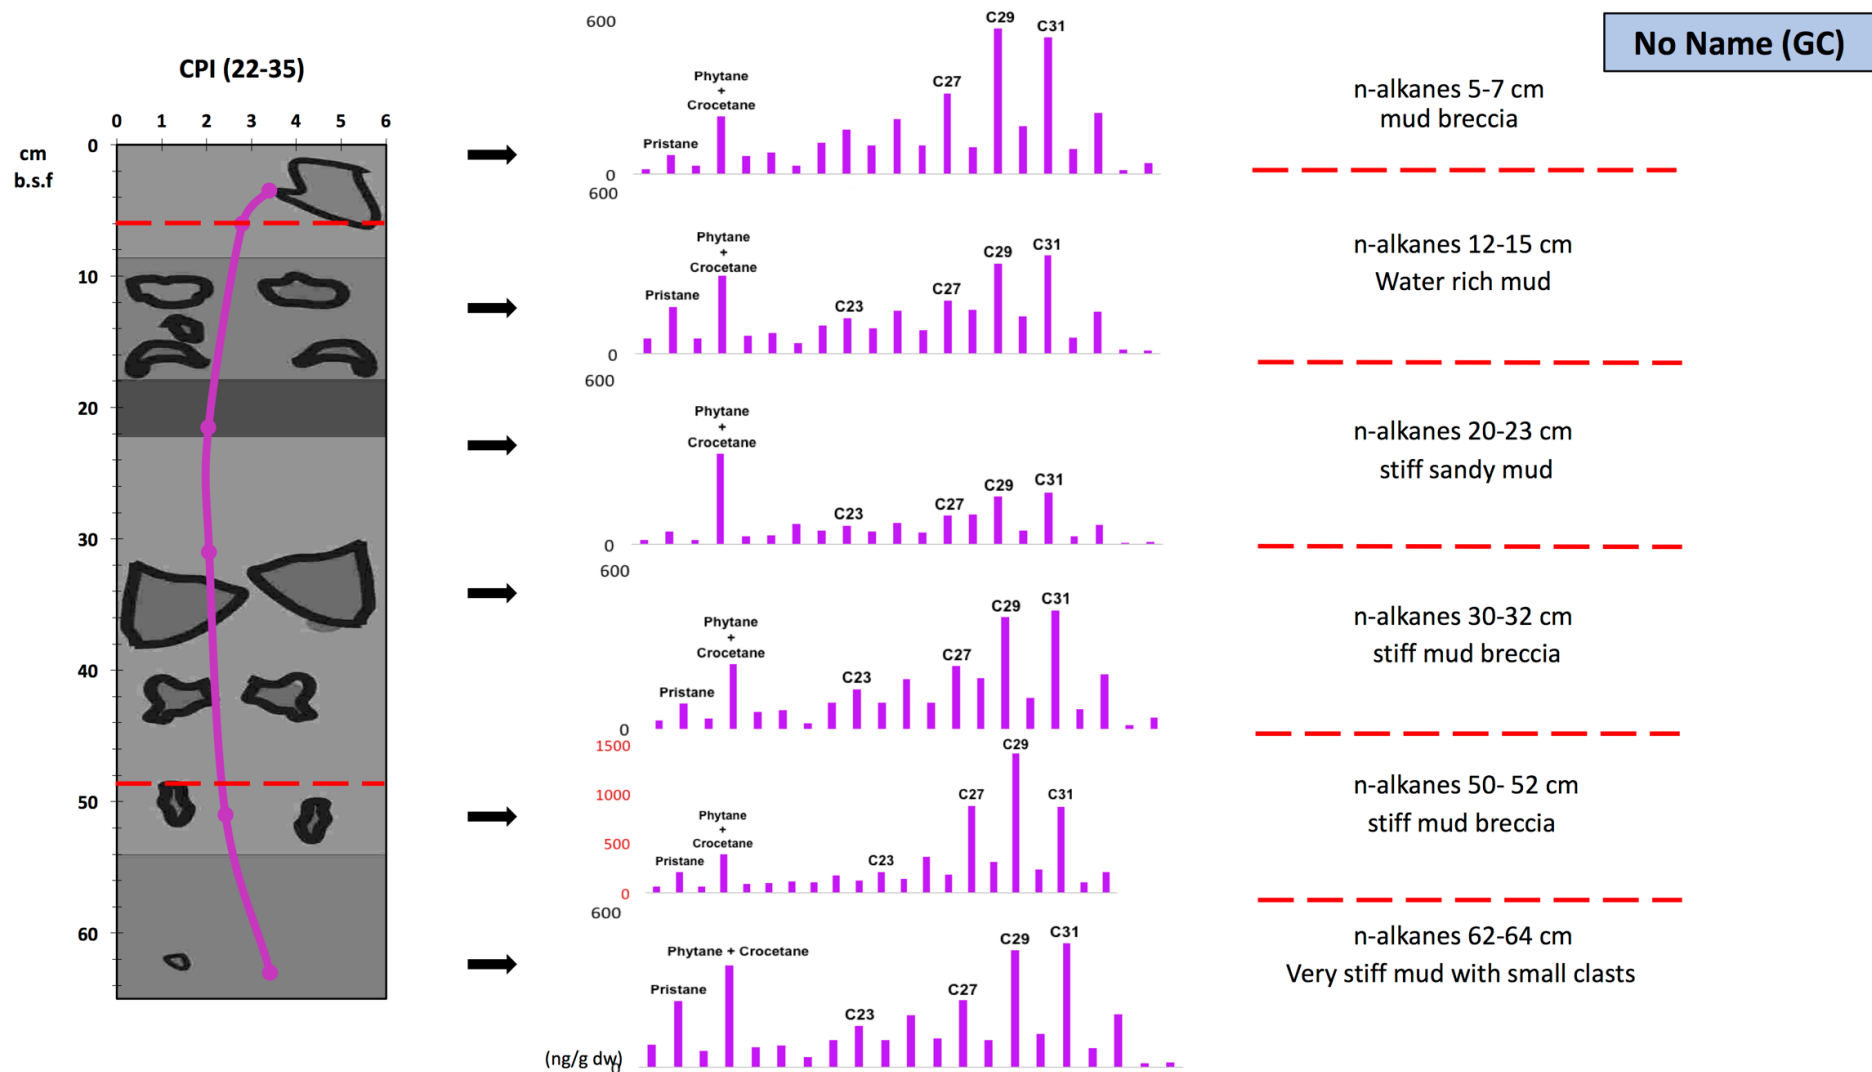 No Name (GC)
CPI (22-35)
0 1 2 3 4 5 6
cm
b.s.f
0
10
20
30
40
50
60
600
Phytane
+
Crocetane
Pristane
C27
C29
C31
0
n-alkanes 5-7 cm
mud breccia
600
Phytane
+
Crocetane
Pristane
C23
C27
C29
C31
0
n-alkanes 12-15 cm
Water rich mud
600
Phytane
+
Crocetane
C23
C27
C29
C31
0
n-alkanes 20-23 cm
stiff sandy mud
600
Phytane
+
Crocetane
Pristane
C23
C27
C29
C31
0
n-alkanes 30-32 cm
stiff mud breccia
1500
1000
500
0
Phytane
+
Crocetane
Pristane
C23
C27
C29
C31
n-alkanes 50- 52 cm
stiff mud breccia
600
Phytane + Crocetane
Pristane
C23
C27
C29
C31
(ng/g dw)
0
n-alkanes 62-64 cm
Very stiff mud with small clasts